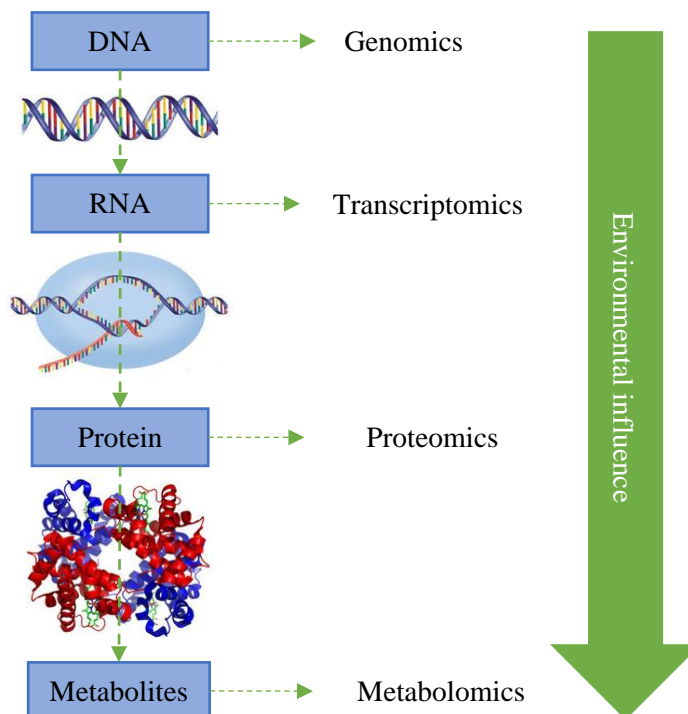 DNA
Genomics
RNA
Transcriptomics
Protein
Proteomics
Metabolites
Metabolomics
Environmental influence